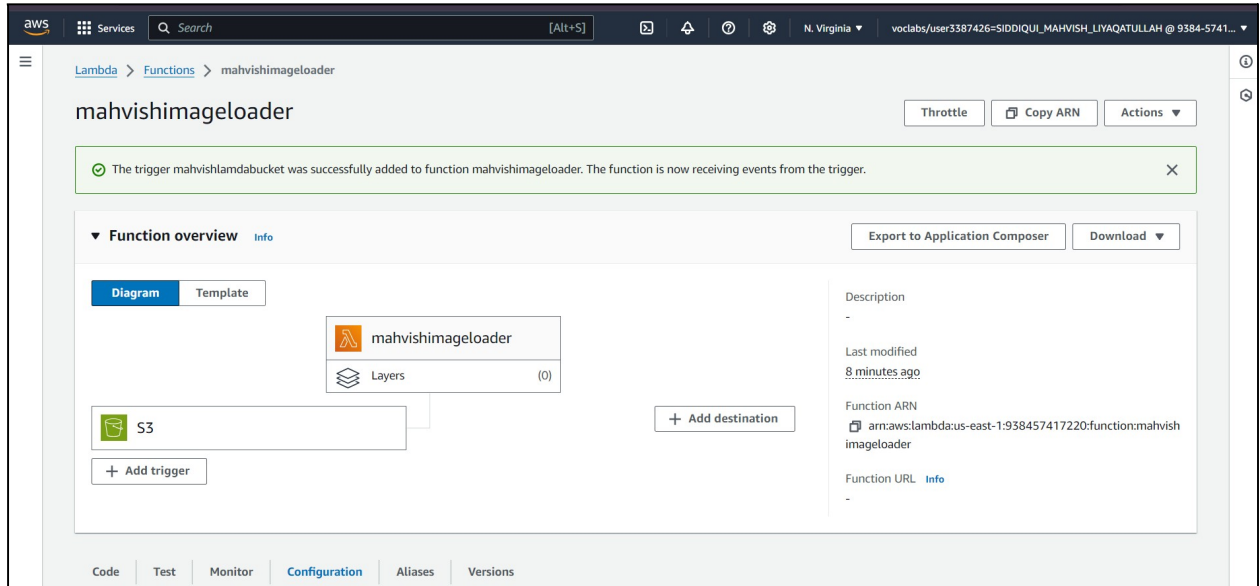 aws
Services
Search [Alt+S]
N. Virginia
voclabs/user3387426=SIDDIQUI_MAHVISH_LIYAQATULLAH @ 9384-5741...
Lambda > Functions > mahvishimageloader
mahvishimageloader
Throttle
Copy ARN
Actions
The trigger mahvishlamdabucket was successfully added to function mahvishimageloader. The function is now receiving events from the trigger.
Function overview Info
Export to Application Composer
Download
Diagram
Template
mahvishimageloader
Layers (0)
S3
+ Add trigger
+ Add destination
Description
-
Last modified
8 minutes ago
Function ARN
arn:aws:lambda:us-east-1:938457417220:function:mahvish
imageloader
Function URL Info
-
Code Test Monitor Configuration Aliases Versions